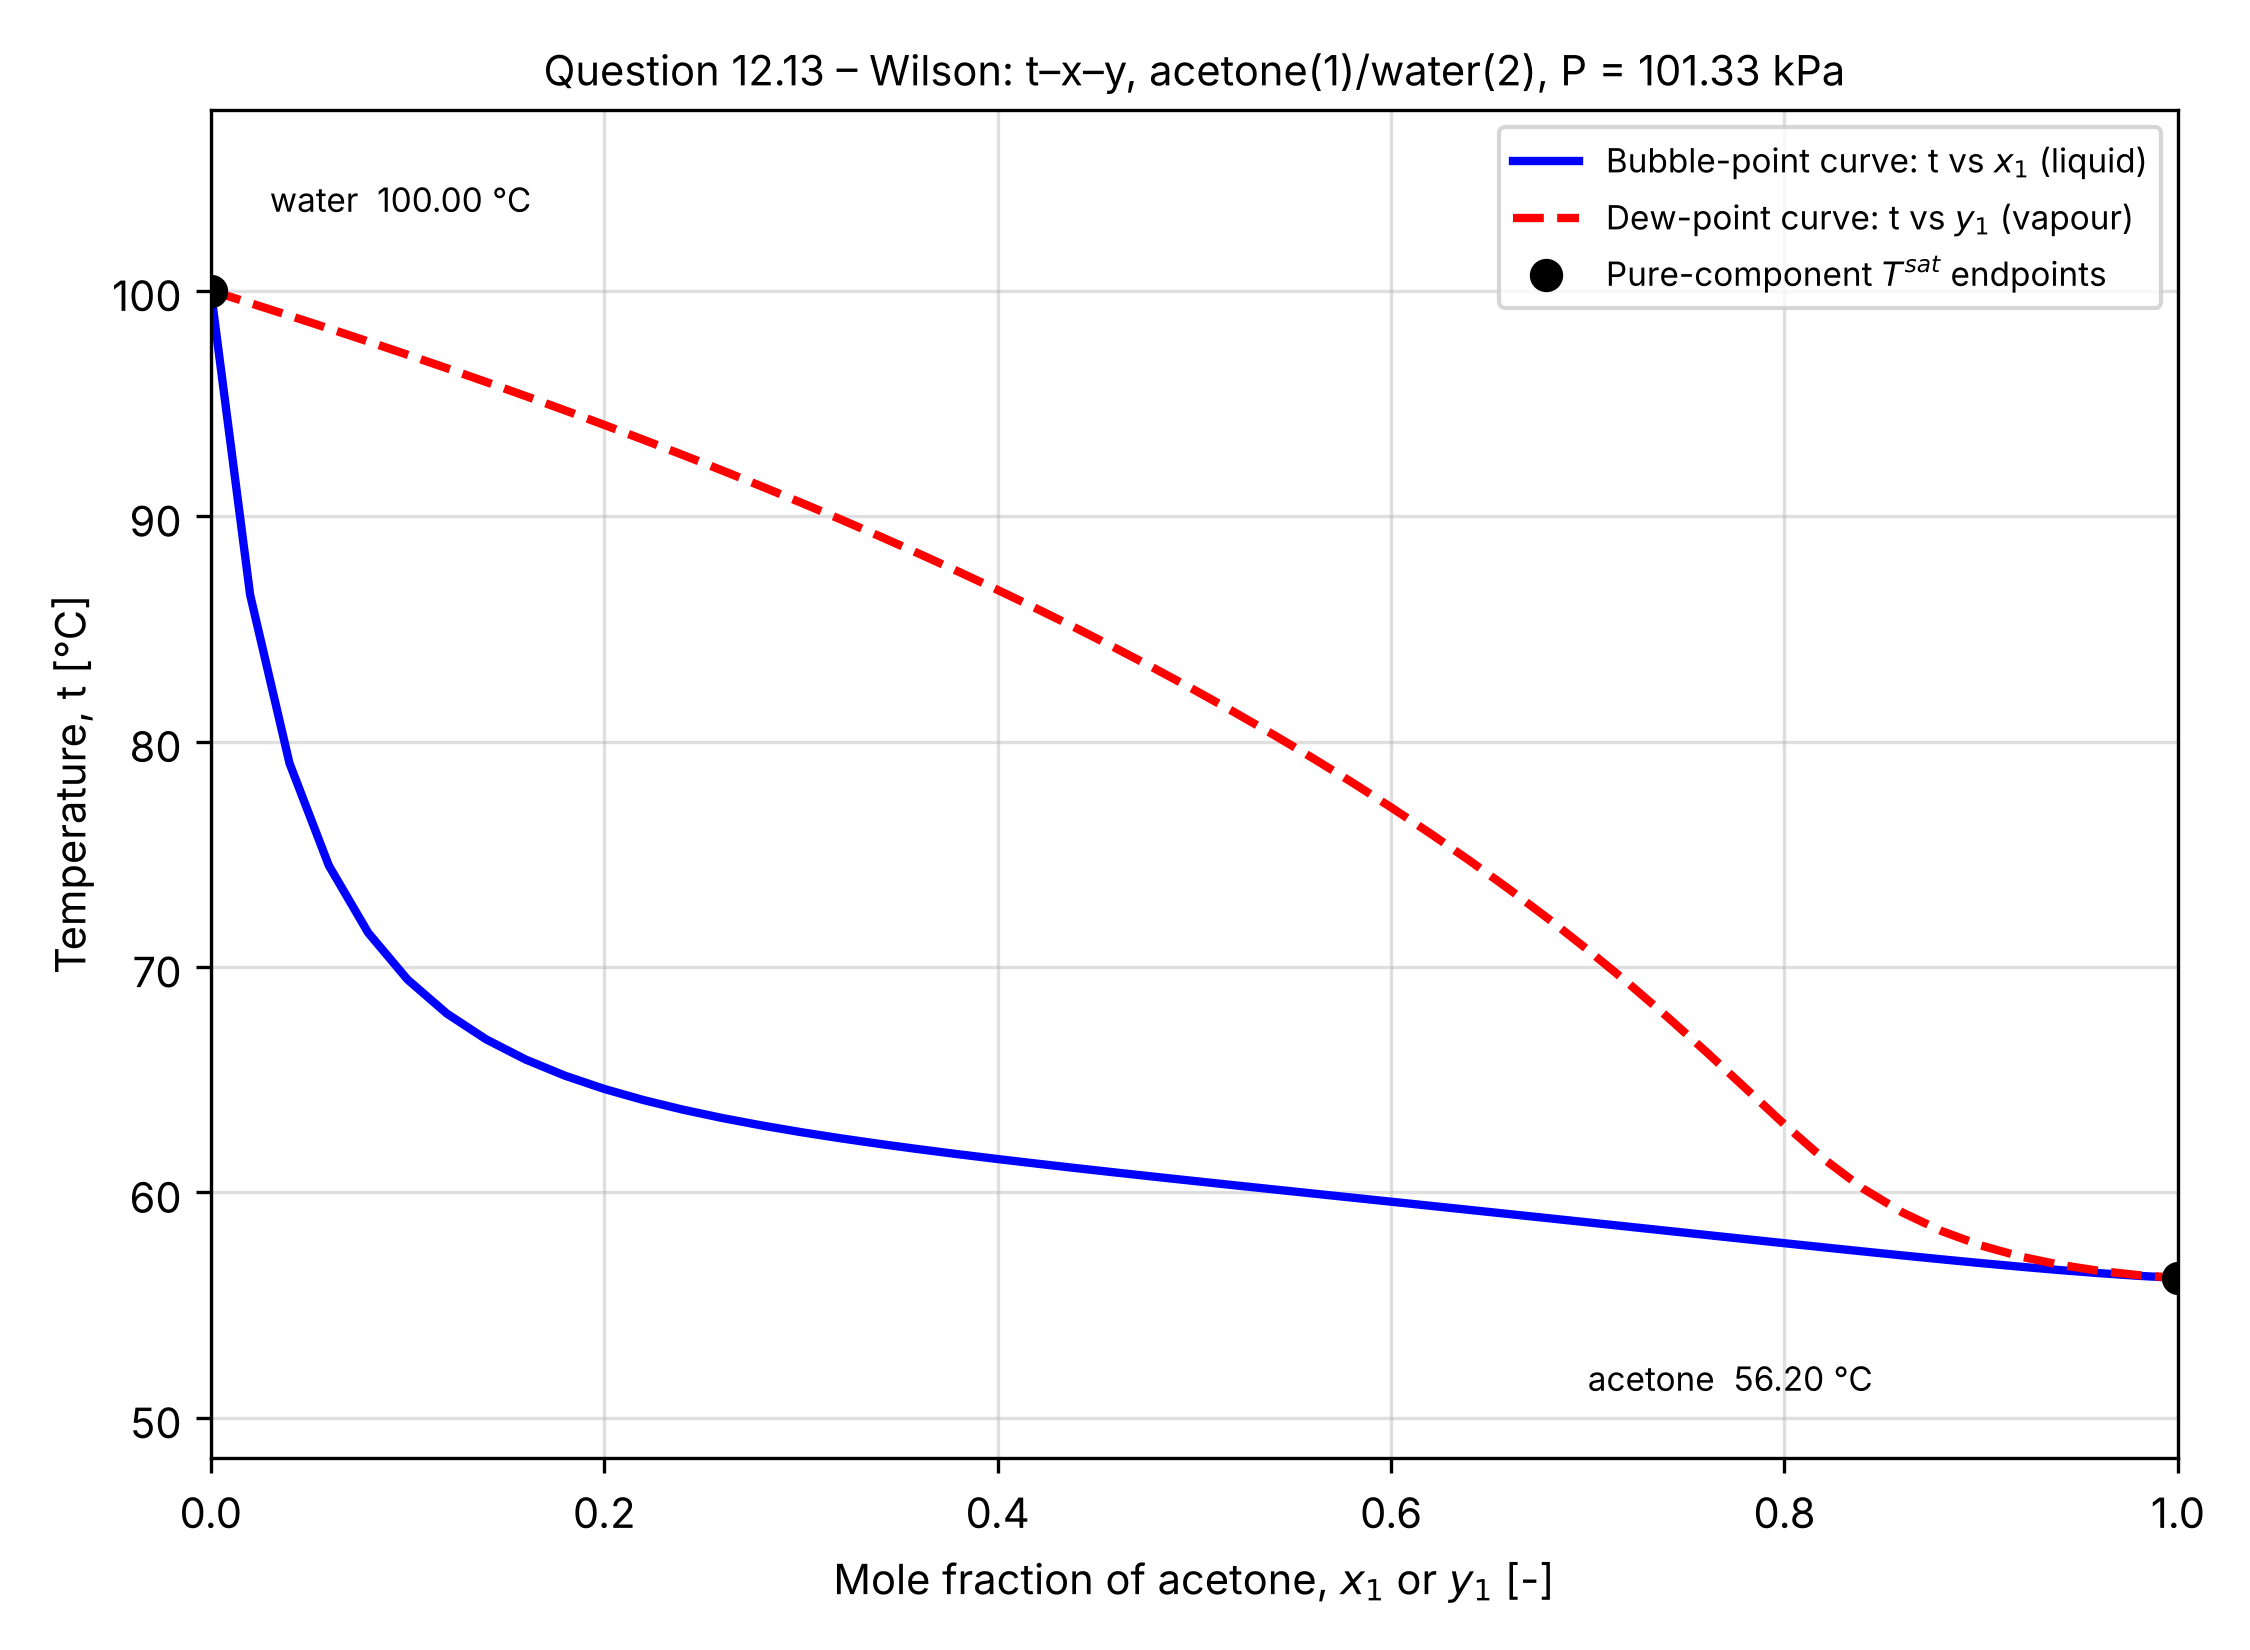 Question 12.13 – Wilson: t–x–y, acetone(1)/water(2), P = 101.33 kPa
Bubble-point curve: t vs x₁ (liquid)
Dew-point curve: t vs y₁ (vapour)
Pure-component Tˢᵃᵗ endpoints
water 100.00 °C
100
90
80
70
60
50
Temperature, t [°C]
acetone 56.20 °C
0.0 0.2 0.4 0.6 0.8 1.0
Mole fraction of acetone, x₁ or y₁ [-]